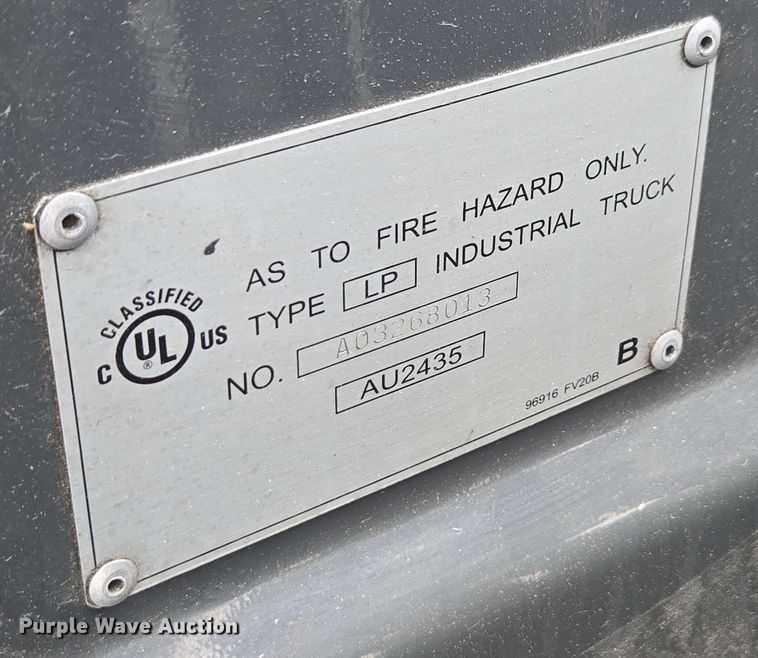 AS TO FIRE HAZARD ONLY.
CLASSIFIED
C UL ® US
TYPE LP INDUSTRIAL TRUCK
NO. A03268013
AU2435
96916 FV20B
B
Purple Wave Auction